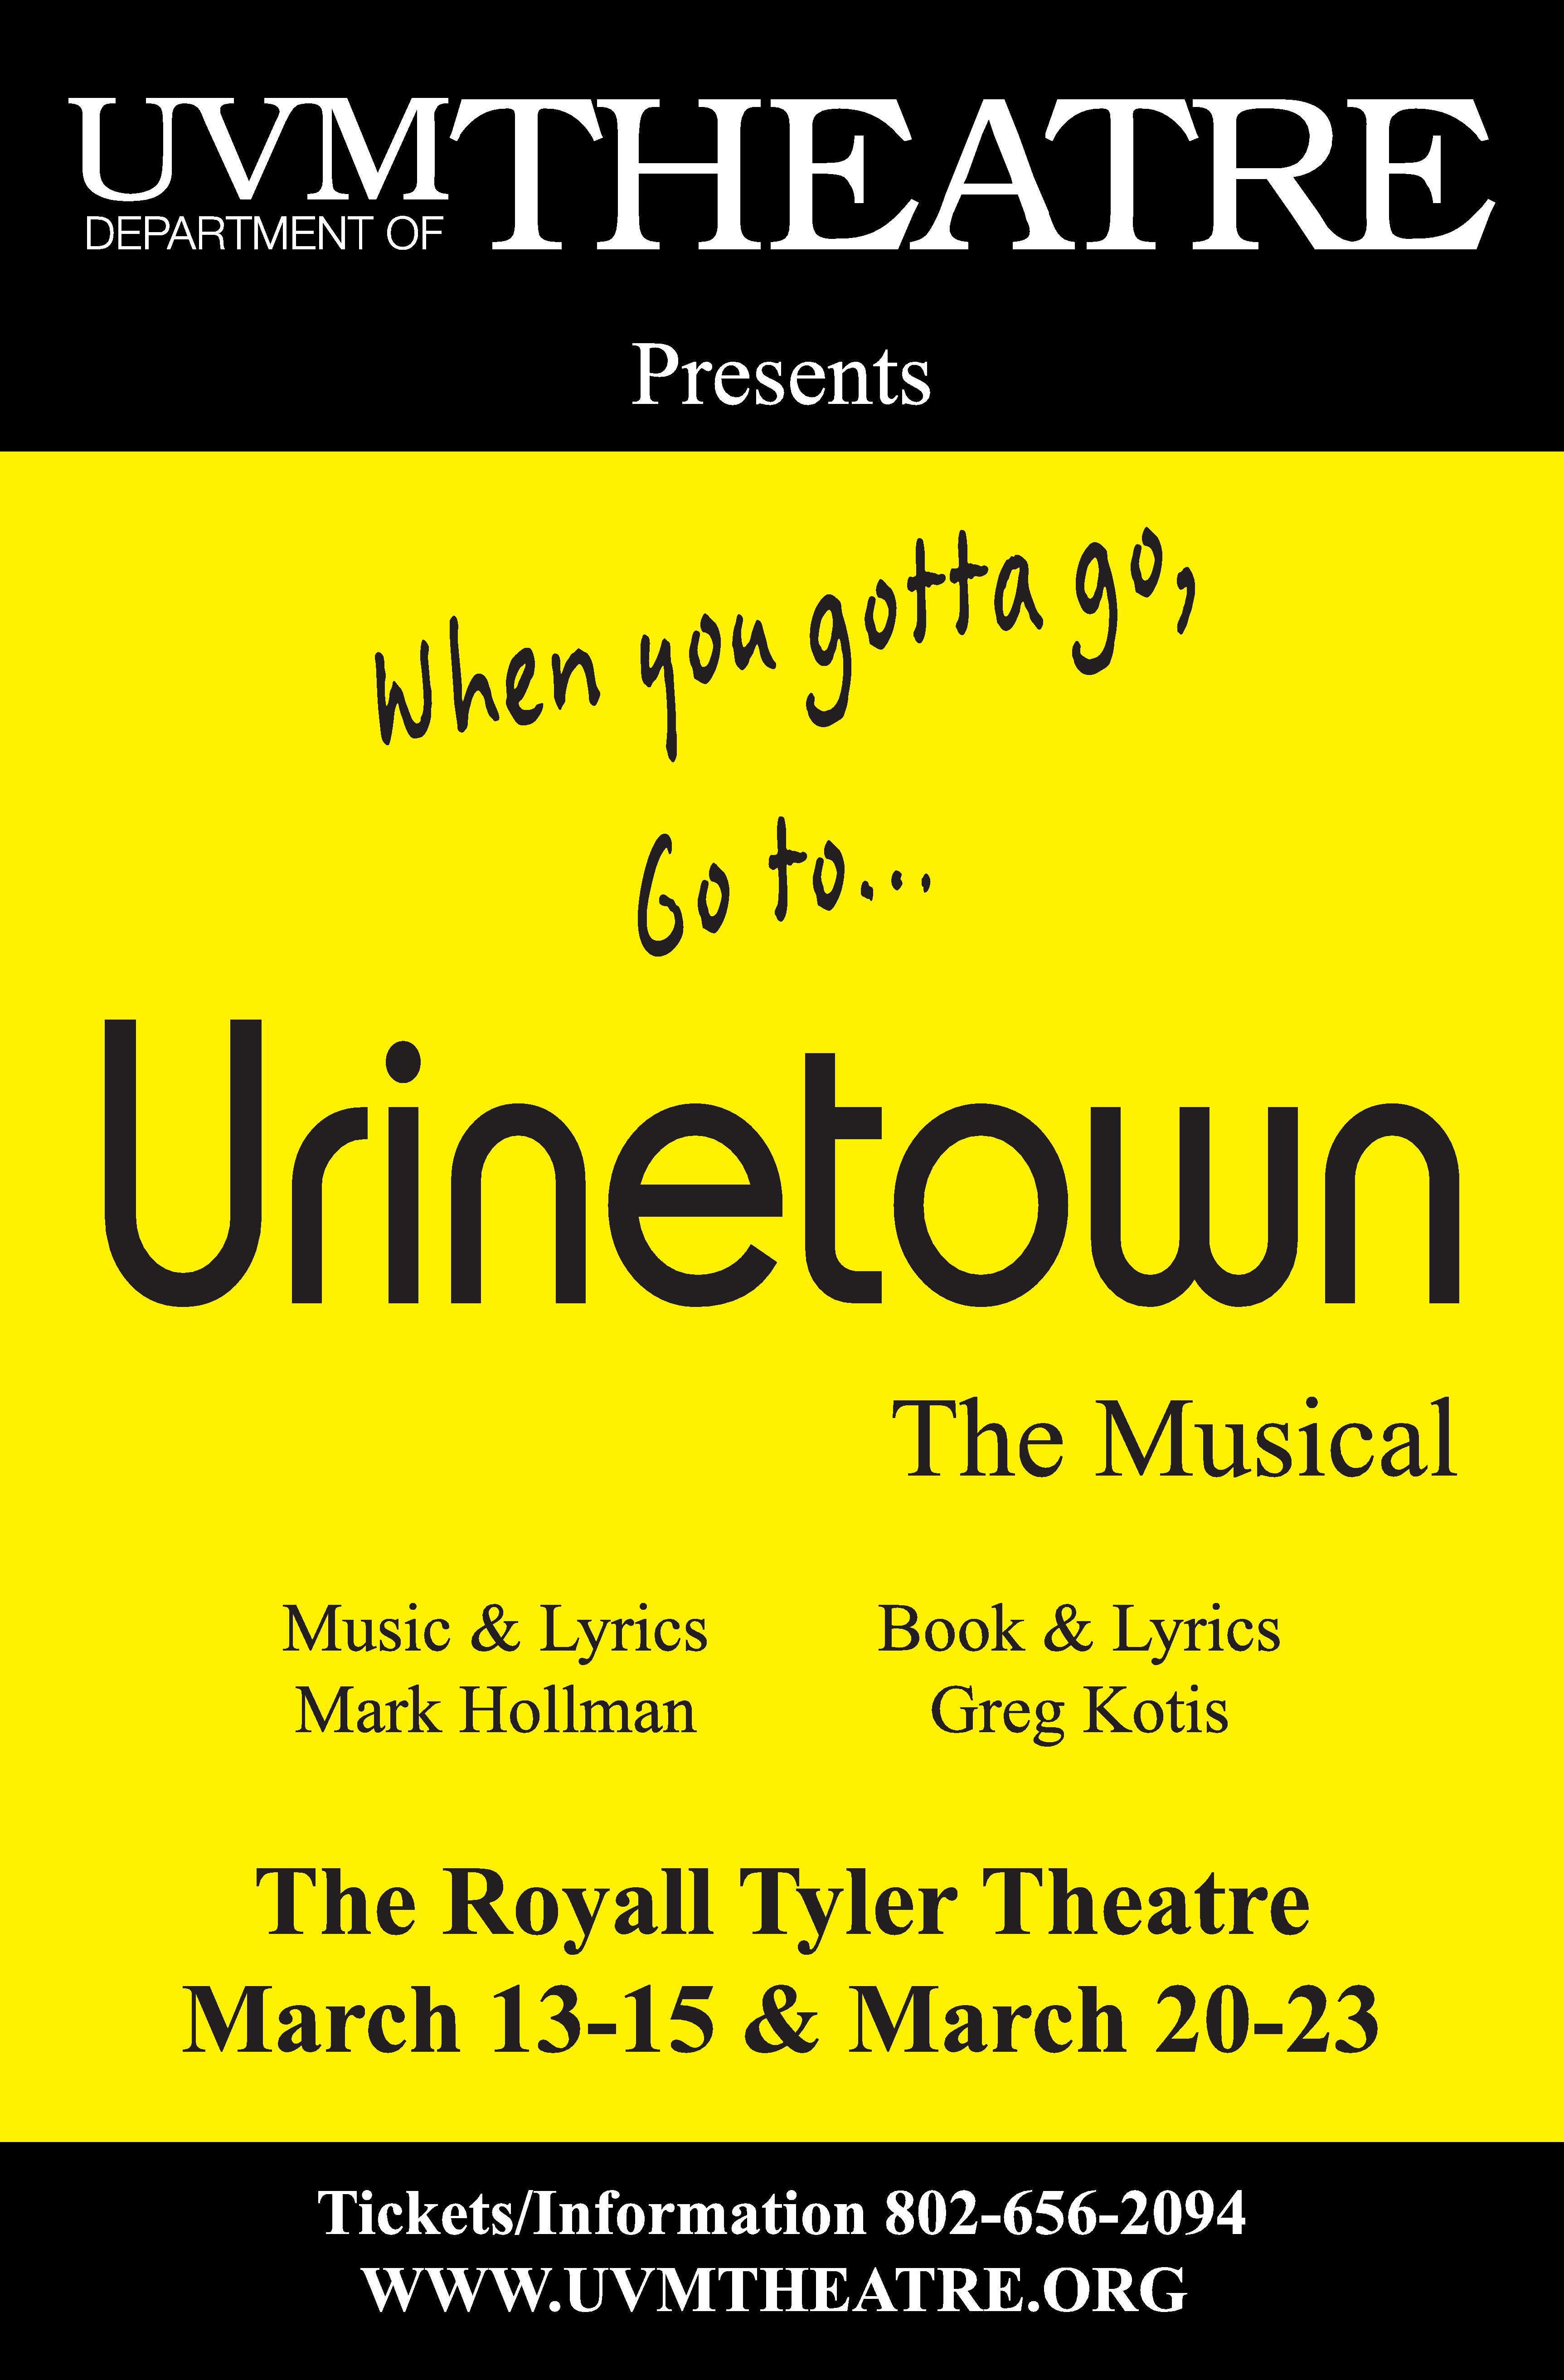 UVM THEATRE
DEPARTMENT OF
Presents
When you gotta go,
Go to...
Urinetown
The Musical
Music & Lyrics
Mark Hollman
Book & Lyrics
Greg Kotis
The Royall Tyler Theatre
March 13-15 & March 20-23
Tickets/Information 802-656-2094
WWW.UVMTHEATRE.ORG